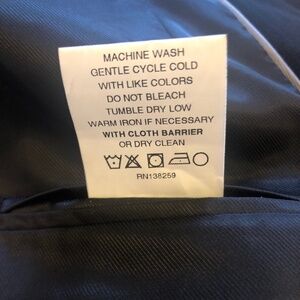 MACHINE WASH
GENTLE CYCLE COLD
WITH LIKE COLORS
DO NOT BLEACH
TUMBLE DRY LOW
WARM IRON IF NECESSARY
WITH CLOTH BARRIER
OR DRY CLEAN
RN138259